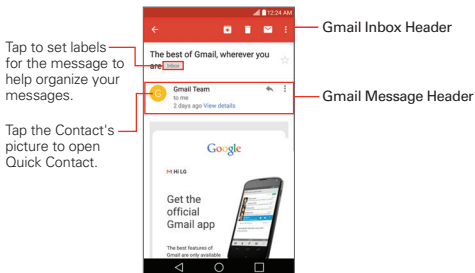 12:24 AM
Gmail Inbox Header
The best of Gmail, wherever you
are Inbox
Tap to set labels
for the message to
help organize your
messages.
G
Gmail Team
to me
2 days ago View details
Gmail Message Header
Tap the Contact's
picture to open
Quick Contact.
Google
Hi LG
Get the
official
Gmail app
The best features of
Gmail are only available